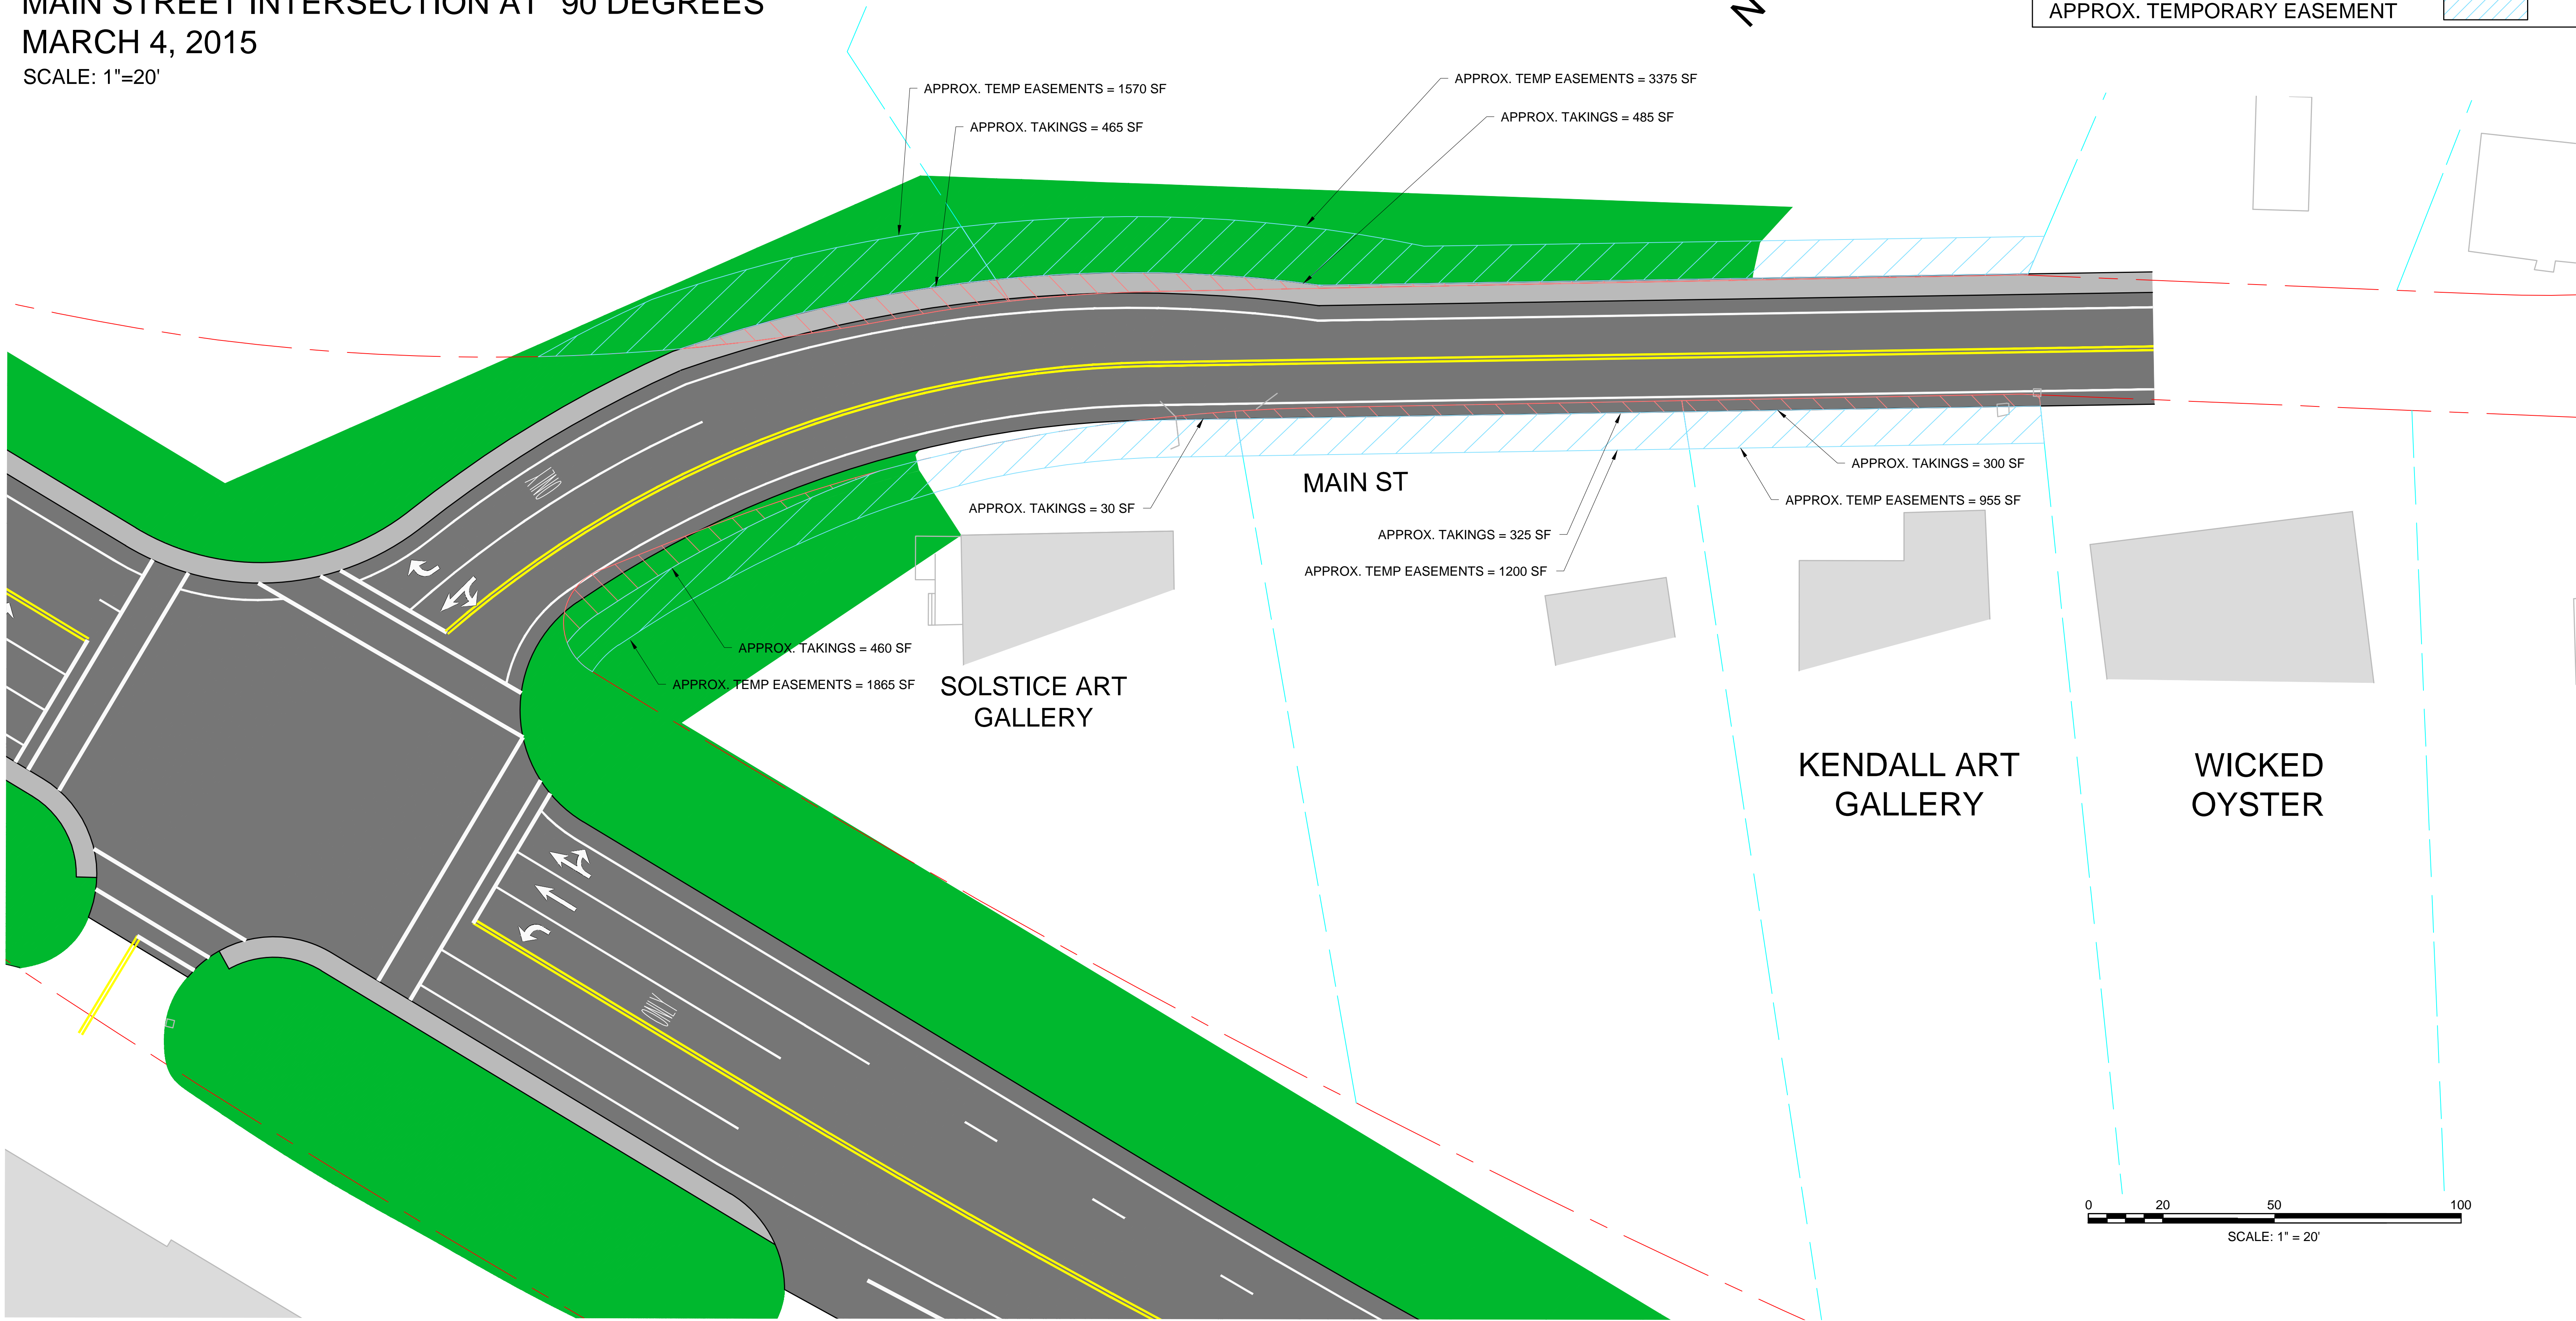 MAIN STREET INTERSECTION AT "90 DEGREES"
MARCH 4, 2015
SCALE: 1"=20'
N
APPROX. TEMPORARY EASEMENT
APPROX. TEMP EASEMENTS = 1570 SF
APPROX. TAKINGS = 465 SF
APPROX. TEMP EASEMENTS = 3375 SF
APPROX. TAKINGS = 485 SF
ONLY
APPROX. TAKINGS = 30 SF
MAIN ST
APPROX. TAKINGS = 300 SF
APPROX. TEMP EASEMENTS = 955 SF
APPROX. TAKINGS = 325 SF
APPROX. TEMP EASEMENTS = 1200 SF
APPROX. TAKINGS = 460 SF
APPROX. TEMP EASEMENTS = 1865 SF
SOLSTICE ART
GALLERY
KENDALL ART
GALLERY
WICKED
OYSTER
ONLY
0 20 50 100
SCALE: 1" = 20'